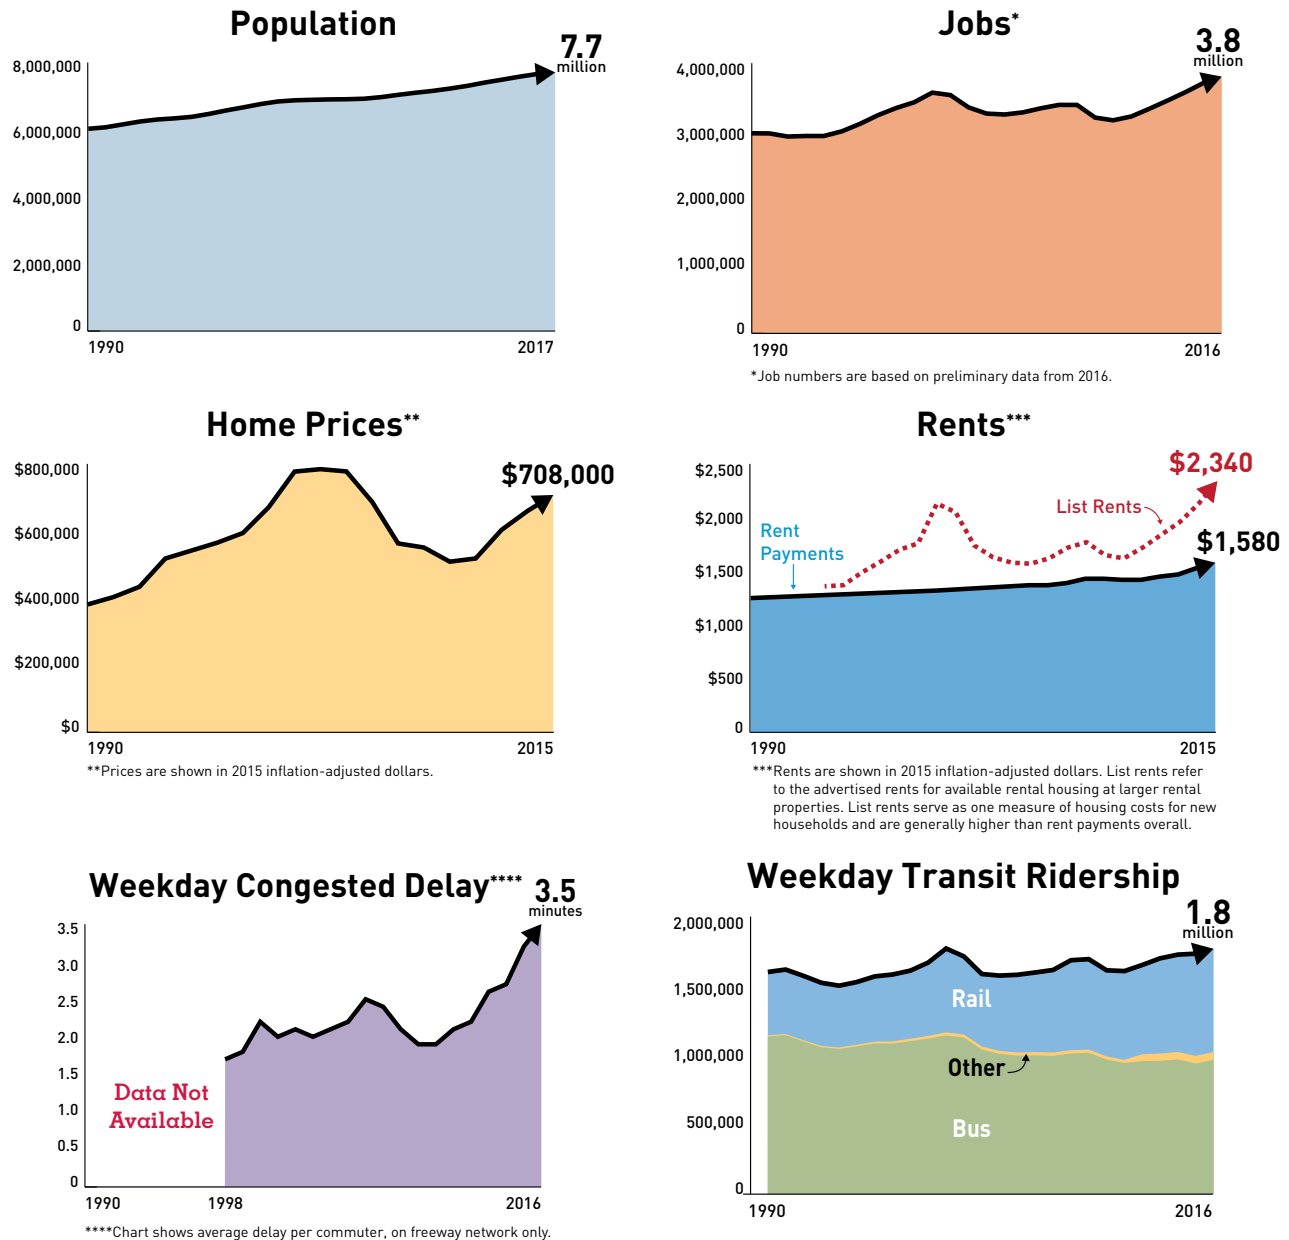 Population
7.7
million
8,000,000
6,000,000
4,000,000
2,000,000
0
1990
2017
Jobs*
3.8
million
4,000,000
3,000,000
2,000,000
1,000,000
0
1990
2016
*Job numbers are based on preliminary data from 2016.
Home Prices**
$708,000
$800,000
$600,000
$400,000
$200,000
$0
1990
2015
**Prices are shown in 2015 inflation-adjusted dollars.
Rents***
$2,340
List Rents
$1,580
Rent
Payments
$2,500
$2,000
$1,500
$1,000
$500
0
1990
2015
***Rents are shown in 2015 inflation-adjusted dollars. List rents refer
to the advertised rents for available rental housing at larger rental
properties. List rents serve as one measure of housing costs for new
households and are generally higher than rent payments overall.
Weekday Congested Delay****
3.5
minutes
3.5
3.0
2.5
2.0
1.5
1.0
0.5
0
Data Not
Available
1990
1998
2016
****Chart shows average delay per commuter, on freeway network only.
Weekday Transit Ridership
1.8
million
2,000,000
1,500,000
1,000,000
500,000
0
Rail
Other
Bus
1990
2016